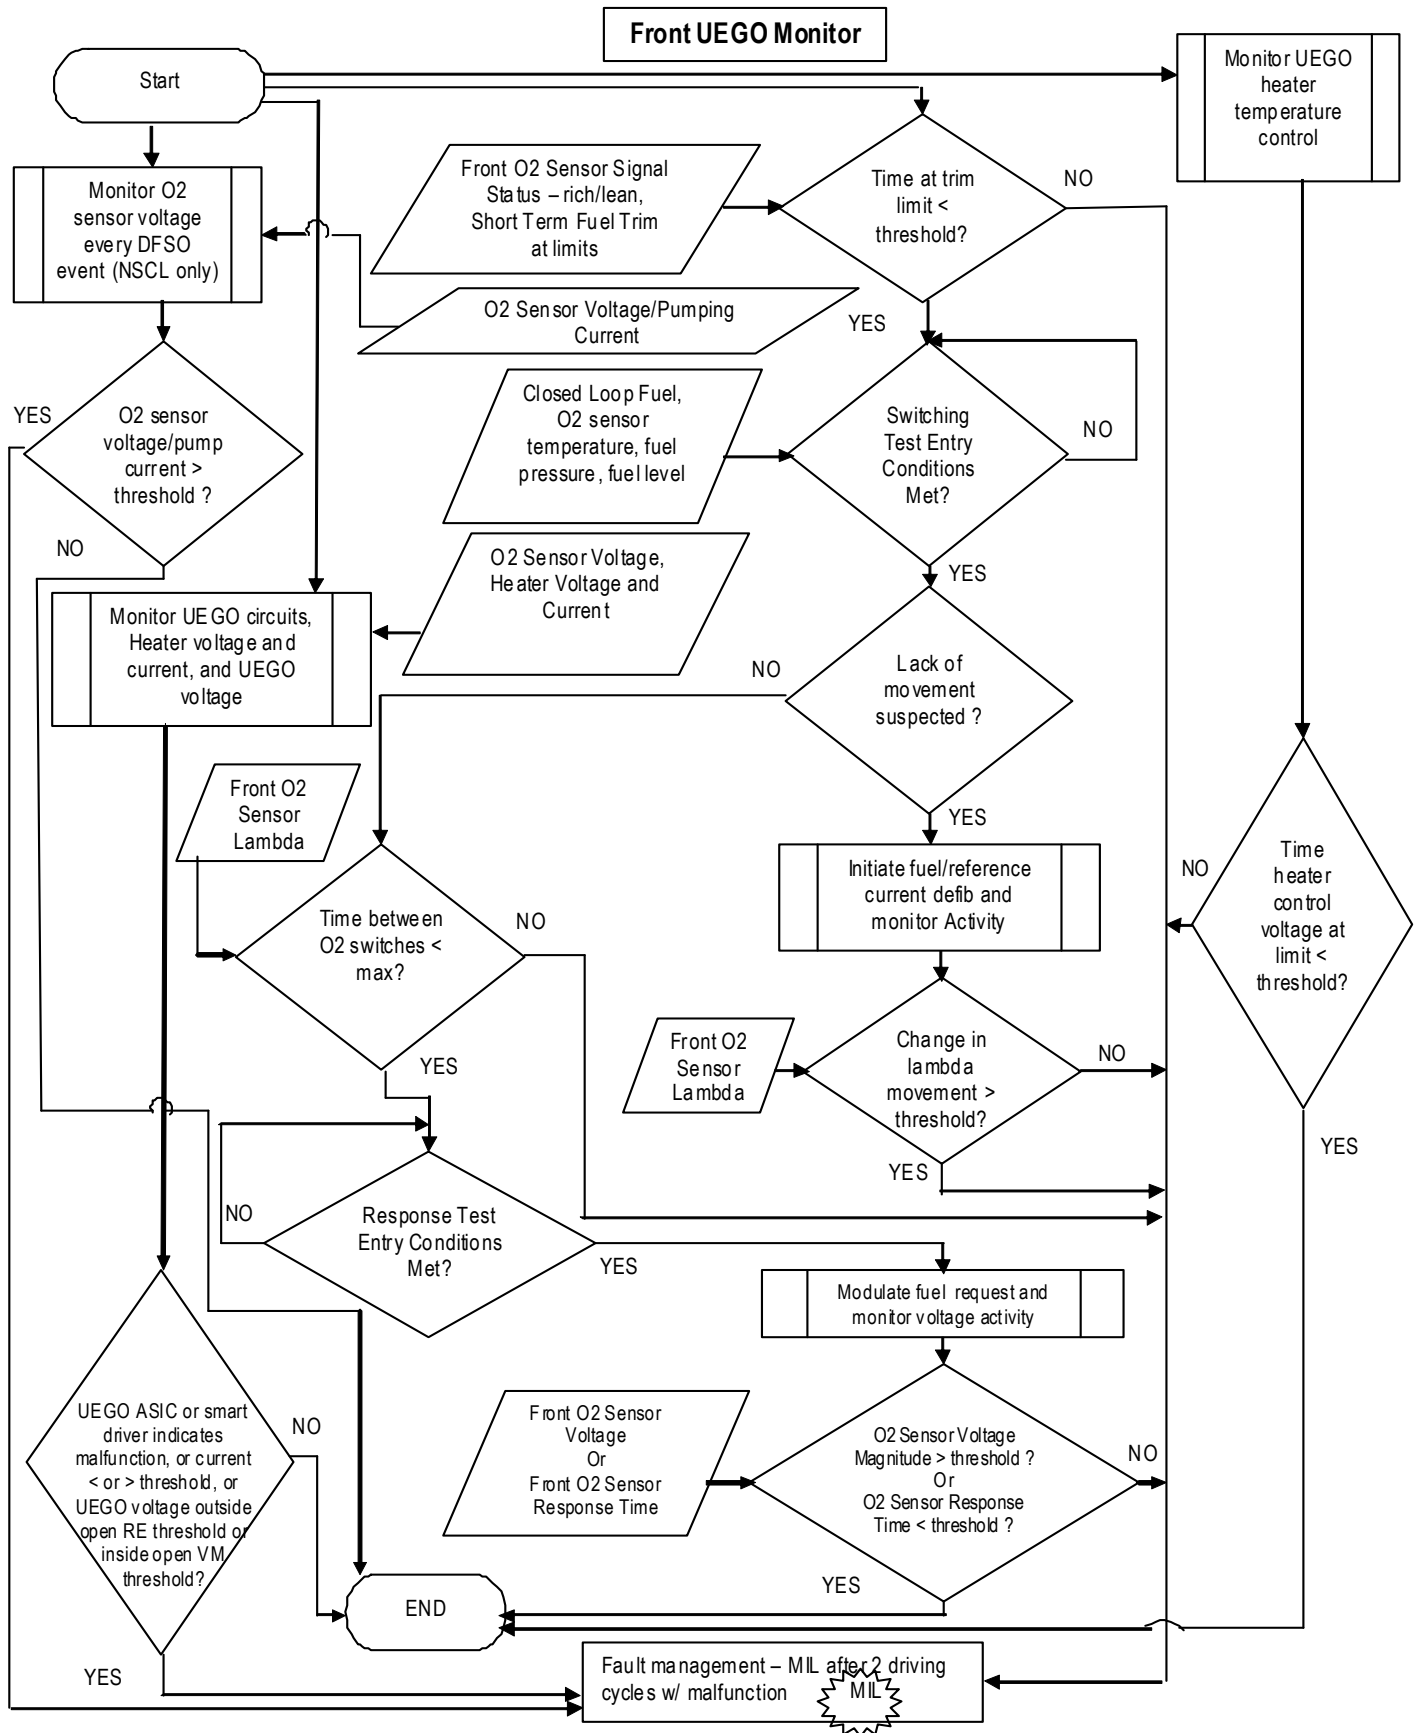 Front UEGO Monitor
Start
Monitor UEGO
heater
temperature
control
Monitor O2
sensor voltage
every DFSO
event (NSCL only)
Front O2 Sensor Signal
Status – rich/lean,
Short Term Fuel Trim
at limits
Time at trim
limit <
threshold?
NO
YES
O2 Sensor Voltage/Pumping
Current
YES
O2 sensor
voltage/pump
current >
threshold ?
NO
Closed Loop Fuel,
O2 sensor
temperature, fuel
pressure, fuel level
Switching
Test Entry
Conditions
Met?
NO
YES
O2 Sensor Voltage,
Heater Voltage and
Current
Monitor UEGO circuits,
Heater voltage and
current, and UEGO
voltage
NO
Lack of
movement
suspected ?
YES
Front O2
Sensor
Lambda
Initiate fuel/reference
current defib and
monitor Activity
NO
Time
heater
control
voltage at
limit <
threshold?
YES
Time between
O2 switches <
max?
NO
YES
Front O2
Sensor
Lambda
Change in
lambda
movement >
threshold?
NO
YES
NO
Response Test
Entry Conditions
Met?
YES
Modulate fuel request and
monitor voltage activity
UEGO ASIC or smart
driver indicates
malfunction, or current
< or > threshold, or
UEGO voltage outside
open RE threshold or
inside open VM
threshold?
NO
YES
Front O2 Sensor
Voltage
Or
Front O2 Sensor
Response Time
O2 Sensor Voltage
Magnitude > threshold ?
Or
O2 Sensor Response
Time < threshold ?
NO
YES
END
Fault management – MIL after 2 driving
cycles w/ malfunction
MIL